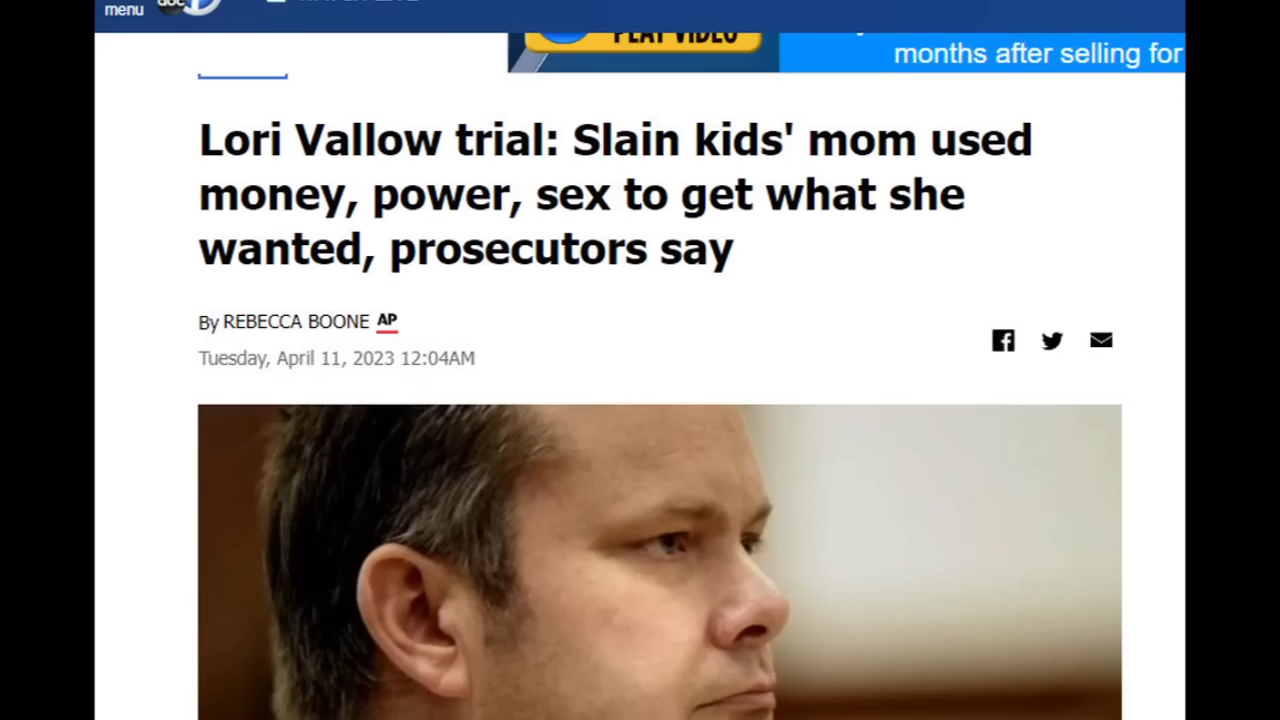 menu
abc
PLAY VIDEO
months after selling for
Lori Vallow trial: Slain kids' mom used
money, power, sex to get what she
wanted, prosecutors say
By REBECCA BOONE AP
Tuesday, April 11, 2023 12:04AM